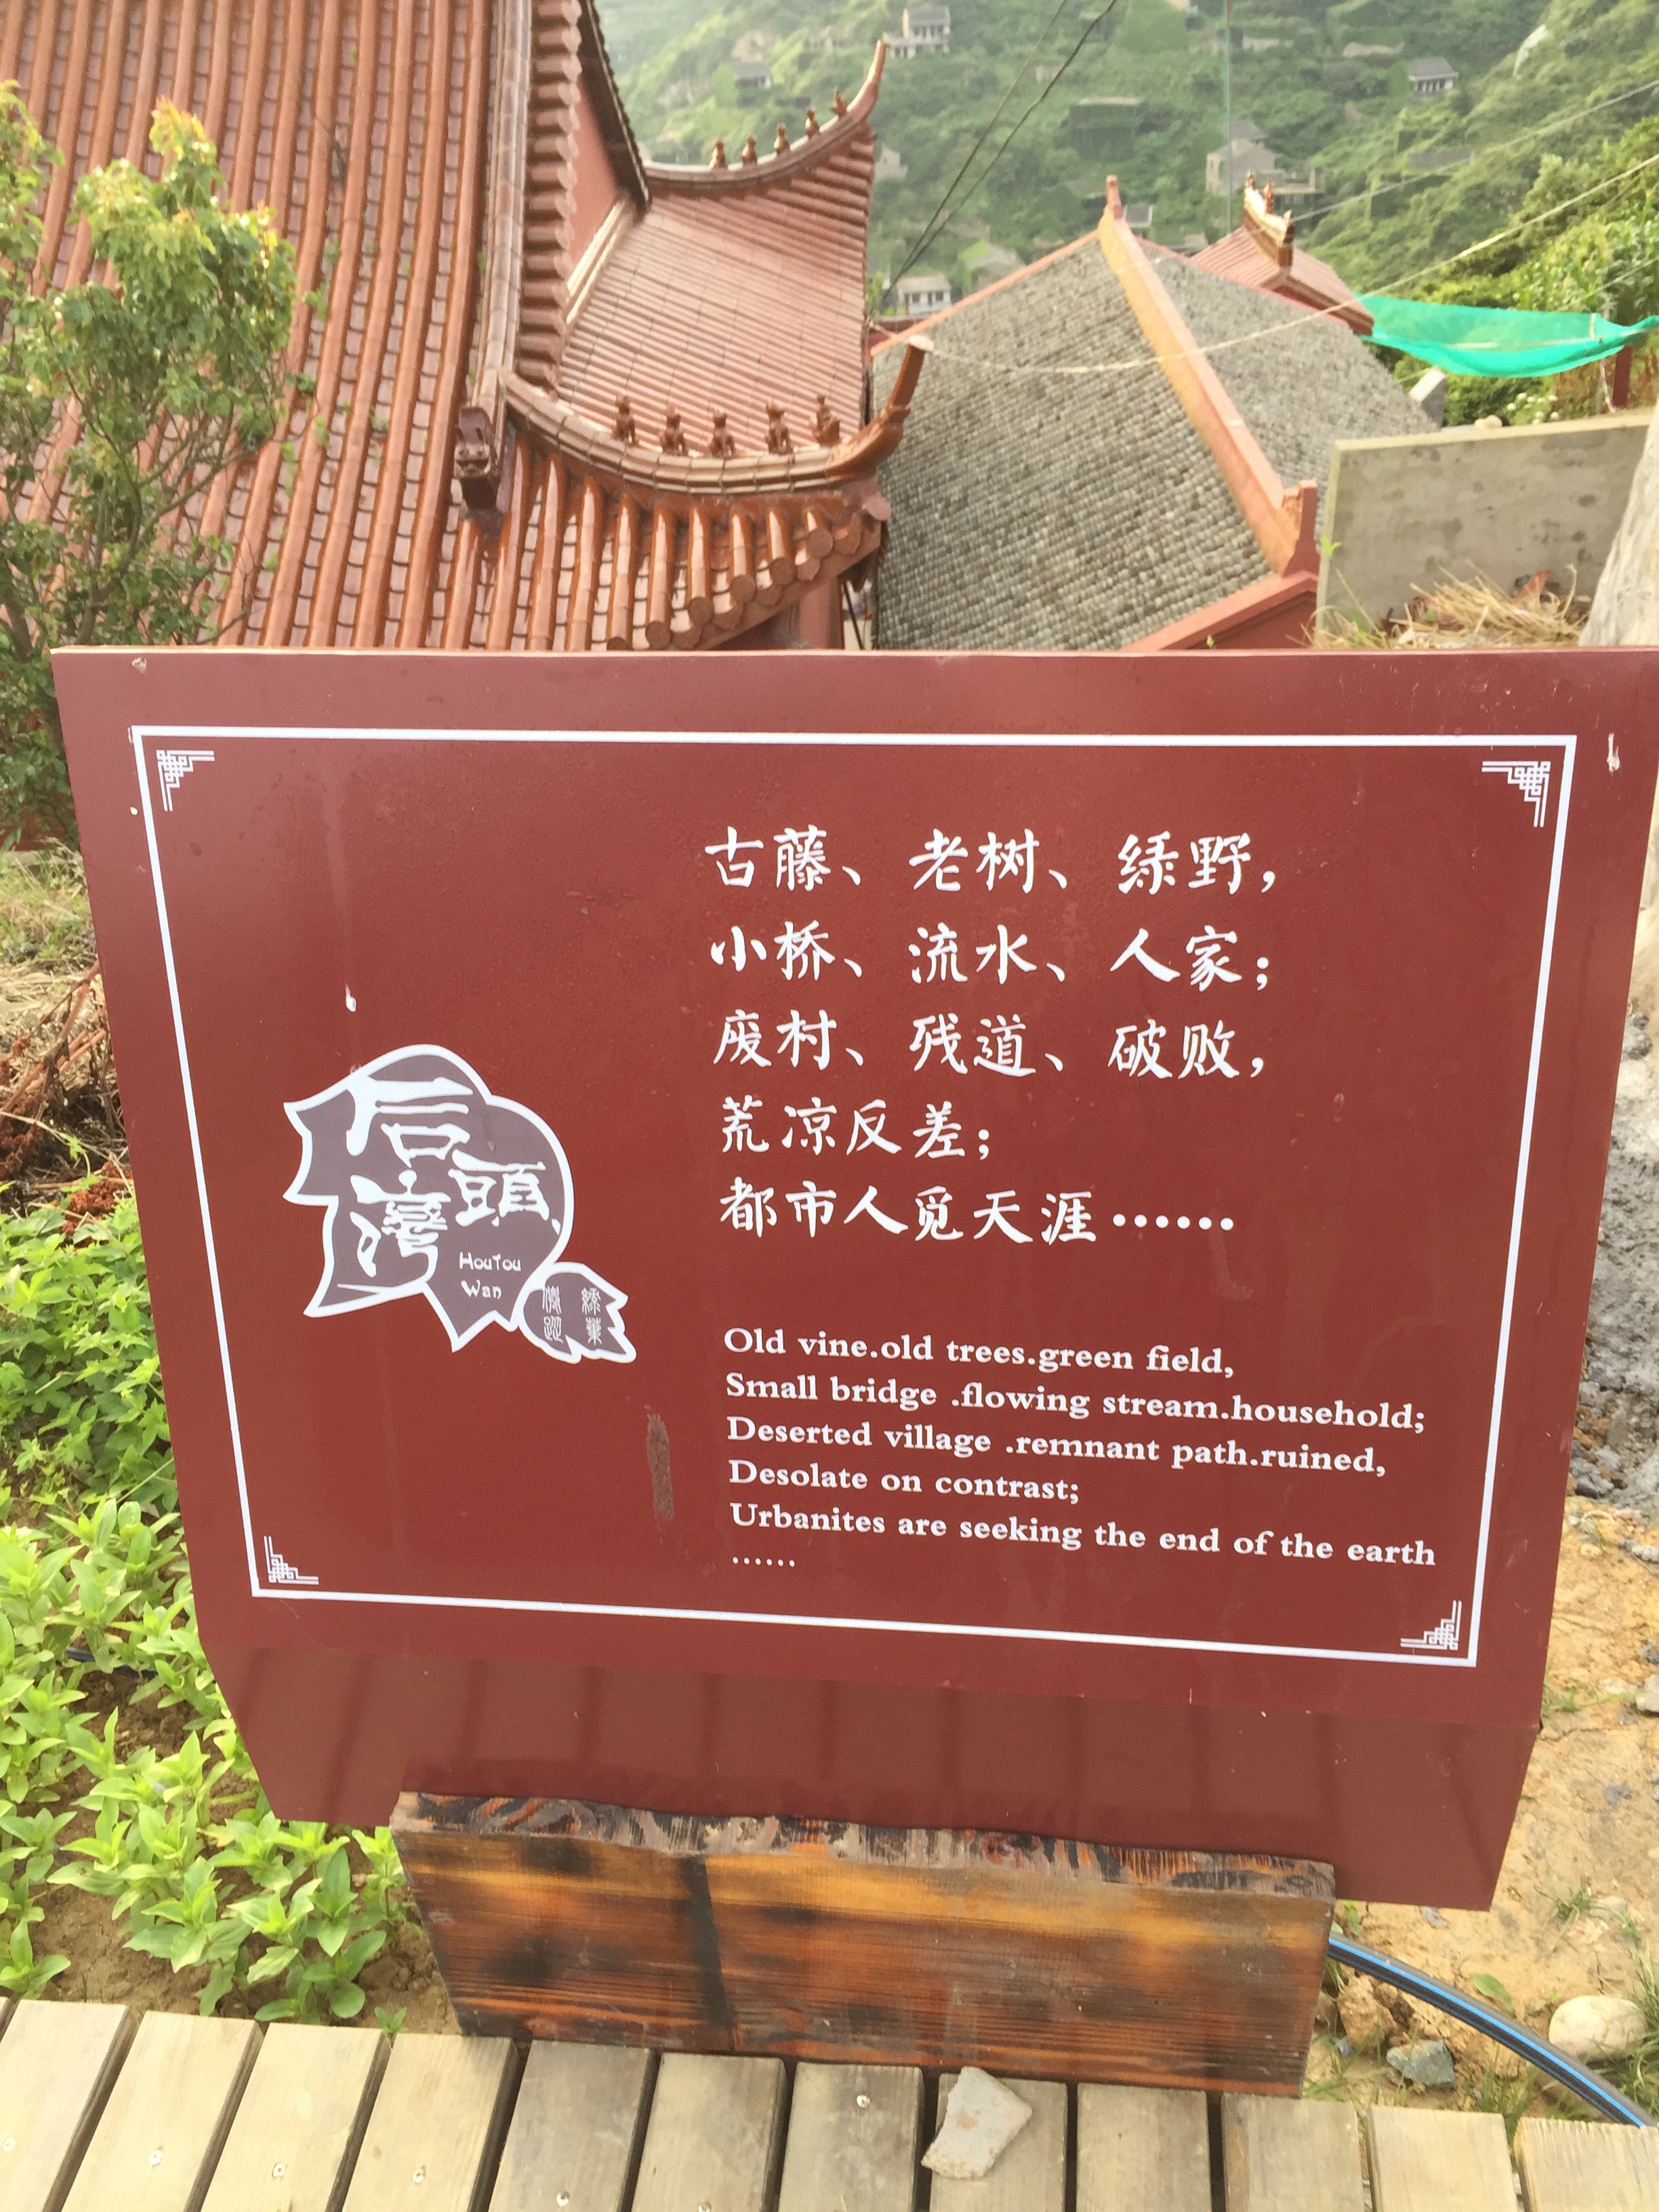 古藤、老树、绿野，
小桥、流水、人家；
废村、残道、破败，
荒凉反差；
都市人觅天涯……
后頭
灣
HouTou
Wan
Old vine.old trees.green field,
Small bridge .flowing stream.household;
Deserted village .remnant path.ruined,
Desolate on contrast;
Urbanites are seeking the end of the earth
......